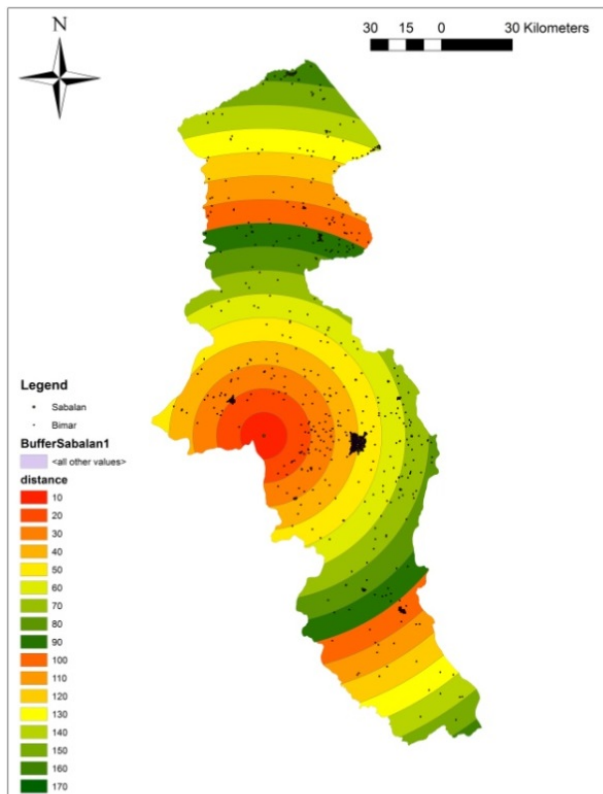 N
30 15 0 30 Kilometers
Legend
Sabalan
Bimar
BufferSabalan1
<all other values>
distance
10
20
30
40
50
60
70
80
90
100
110
120
130
140
150
160
170